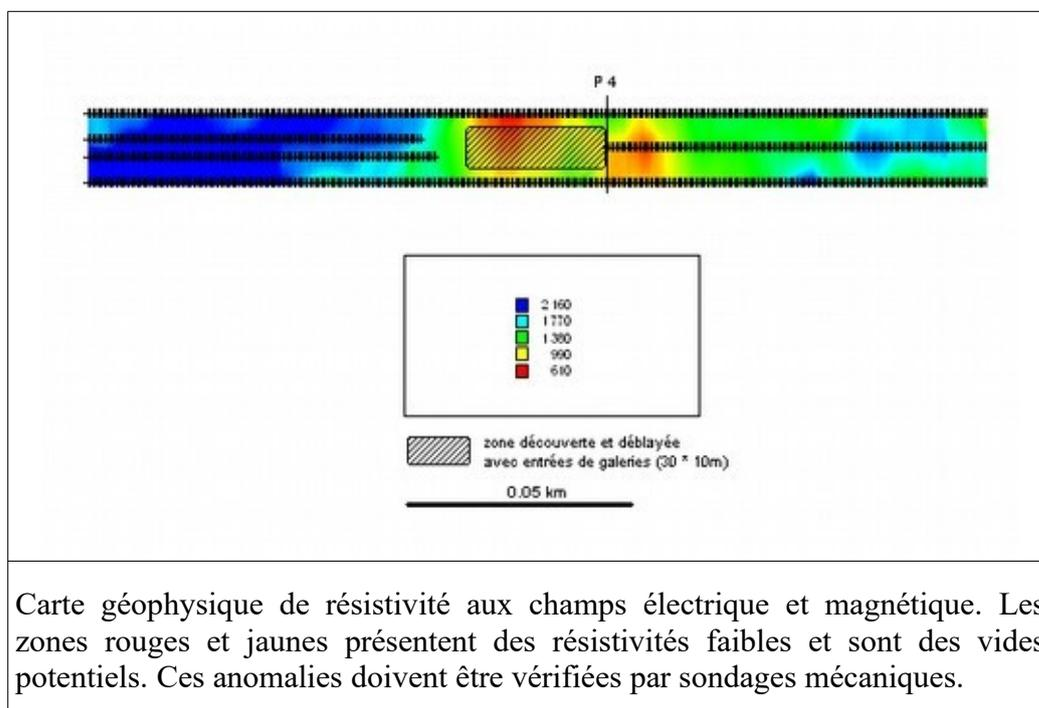 P 4
2 160
1 770
1 380
990
610
zone découverte et déblayée
avec entrées de galeries (30 * 10m)
0.05 km
Carte géophysique de résistivité aux champs électrique et magnétique. Les
zones rouges et jaunes présentent des résistivités faibles et sont des vides
potentiels. Ces anomalies doivent être vérifiées par sondages mécaniques.